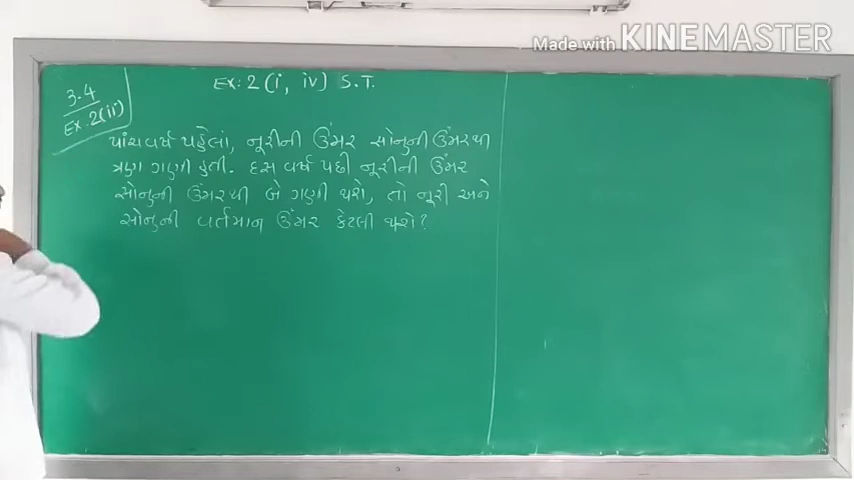 Made with KINEMASTER
Ex: 2 (i, iv) S.T.
3.4
Ex. 2(ii)
પાંચ વર્ષ પહેલાં, નૂરીની ઉંમર સોનુની ઉંમરથી
ત્રણ ગણી હતી. દસ વર્ષ પછી નૂરીની ઉંમર
સોનુની ઉંમરથી બે ગણી થશે, તો નૂરી અને
સોનુની વર્તમાન ઉંમર કેટલી થશે?